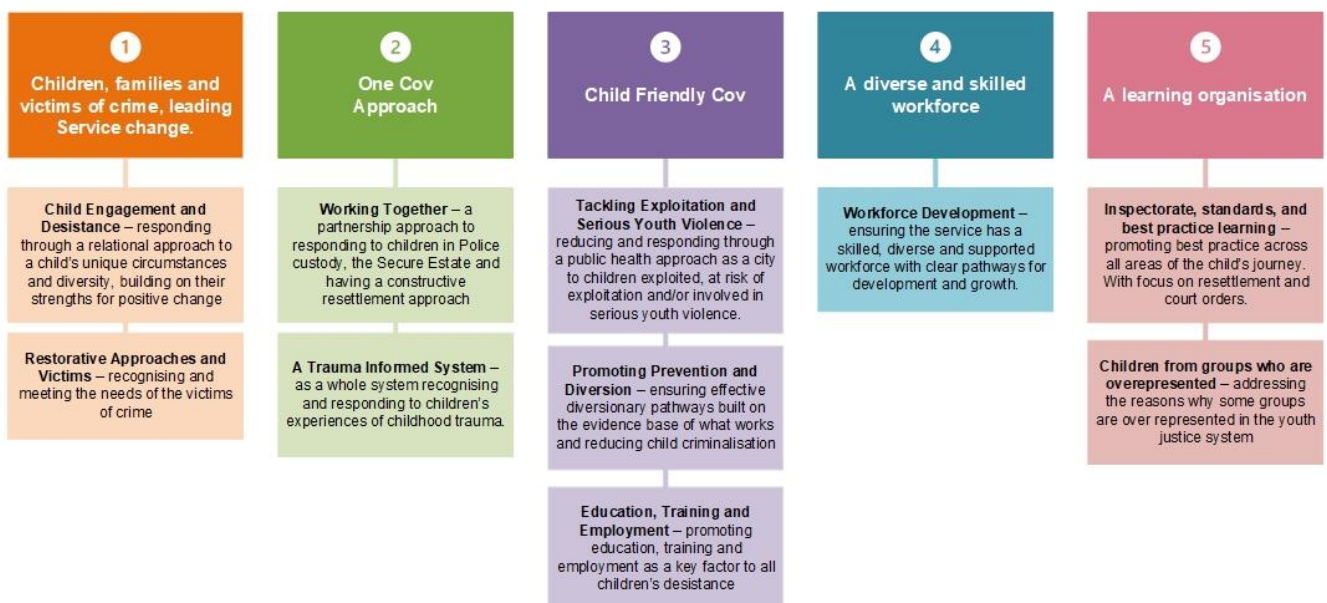 1
Children, families and
victims of crime, leading
Service change.
Child Engagement and
Desistance – responding
through a relational approach to
a child's unique circumstances
and diversity, building on their
strengths for positive change
Restorative Approaches and
Victims – recognising and
meeting the needs of the victims
of crime
2
One Cov
Approach
Working Together – a
partnership approach to
responding to children in Police
custody, the Secure Estate and
having a constructive
resettlement approach
A Trauma Informed System –
as a whole system recognising
and responding to children's
experiences of childhood trauma.
3
Child Friendly Cov
Tackling Exploitation and
Serious Youth Violence –
reducing and responding through
a public health approach as a city
to children exploited, at risk of
exploitation and/or involved in
serious youth violence.
Promoting Prevention and
Diversion – ensuring effective
diversionary pathways built on
the evidence base of what works
and reducing child criminalisation
Education, Training and
Employment – promoting
education, training and
employment as a key factor to all
children's desistance
4
A diverse and skilled
workforce
Workforce Development –
ensuring the service has a
skilled, diverse and supported
workforce with clear pathways for
development and growth.
5
A learning organisation
Inspectorate, standards, and
best practice learning –
promoting best practice across
all areas of the child's journey.
With focus on resettlement and
court orders.
Children from groups who are
overrepresented – addressing
the reasons why some groups
are over represented in the youth
justice system